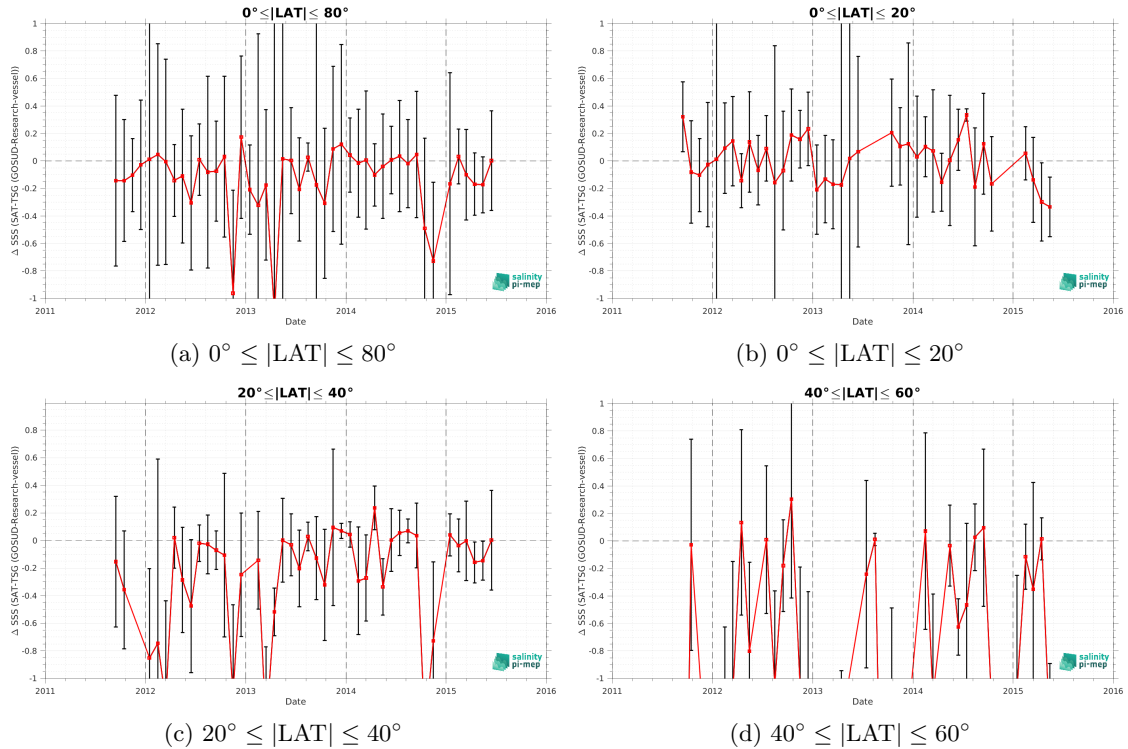 0°≤|LAT|≤ 80°
Δ SSS (SAT-TSG (GOSUD-Research-vessel))
1
0.8
0.6
0.4
0.2
0
-0.2
-0.4
-0.6
-0.8
-1
2011 2012 2013 2014 2015 2016
Date
salinity
pi-mep
(a) 0° ≤ |LAT| ≤ 80°
0°≤|LAT|≤ 20°
Δ SSS (SAT-TSG (GOSUD-Research-vessel))
1
0.8
0.6
0.4
0.2
0
-0.2
-0.4
-0.6
-0.8
-1
2011 2012 2013 2014 2015 2016
Date
salinity
pi-mep
(b) 0° ≤ |LAT| ≤ 20°
20°≤|LAT|≤ 40°
Δ SSS (SAT-TSG (GOSUD-Research-vessel))
0.8
0.6
0.4
0.2
0
-0.2
-0.4
-0.6
-0.8
-1
2011 2012 2013 2014 2015 2016
Date
salinity
pi-mep
(c) 20° ≤ |LAT| ≤ 40°
40°≤|LAT|≤ 60°
Δ SSS (SAT-TSG (GOSUD-Research-vessel))
1
0.8
0.6
0.4
0.2
0
-0.2
-0.4
-0.6
-0.8
-1
2011 2012 2013 2014 2015 2016
Date
salinity
pi-mep
(d) 40° ≤ |LAT| ≤ 60°